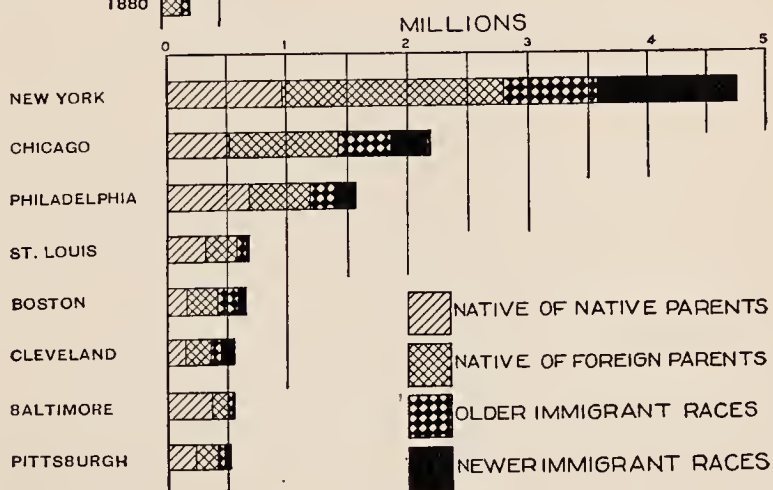 1880
MILLIONS
0 1 2 3 4 5
NEW YORK
CHICAGO
PHILADELPHIA
ST. LOUIS
BOSTON
CLEVELAND
BALTIMORE
PITTSBURGH
NATIVE OF NATIVE PARENTS
NATIVE OF FOREIGN PARENTS
OLDER IMMIGRANT RACES
NEWER IMMIGRANT RACES